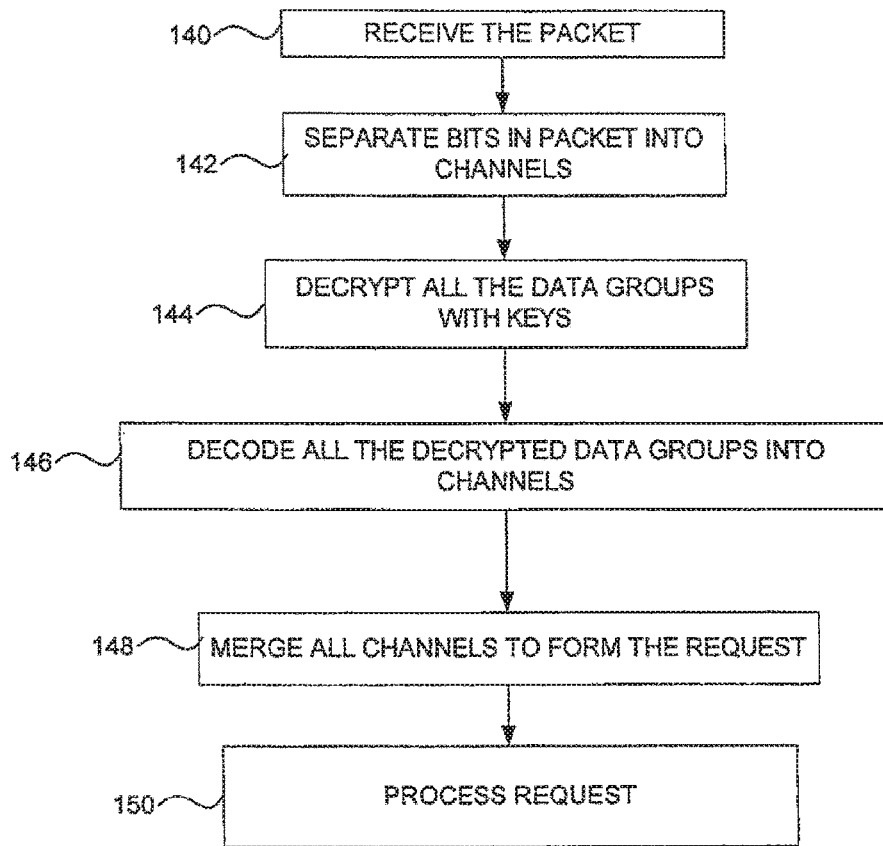 140
RECEIVE THE PACKET
142
SEPARATE BITS IN PACKET INTO
CHANNELS
144
DECRYPT ALL THE DATA GROUPS
WITH KEYS
146
DECODE ALL THE DECRYPTED DATA GROUPS INTO
CHANNELS
148
MERGE ALL CHANNELS TO FORM THE REQUEST
150
PROCESS REQUEST